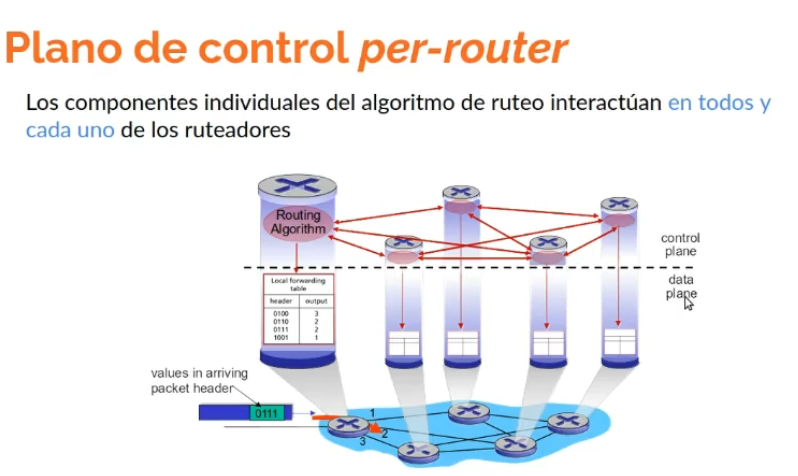 Plano de control per-router
Los componentes individuales del algoritmo de ruteo interactúan en todos y
cada uno de los ruteadores
Routing
Algorithm
control
plane
data
plane
Local forwarding
table
header output
0100 3
0110 2
0111 2
1001 1
values in arriving
packet header
0111
1
2
3